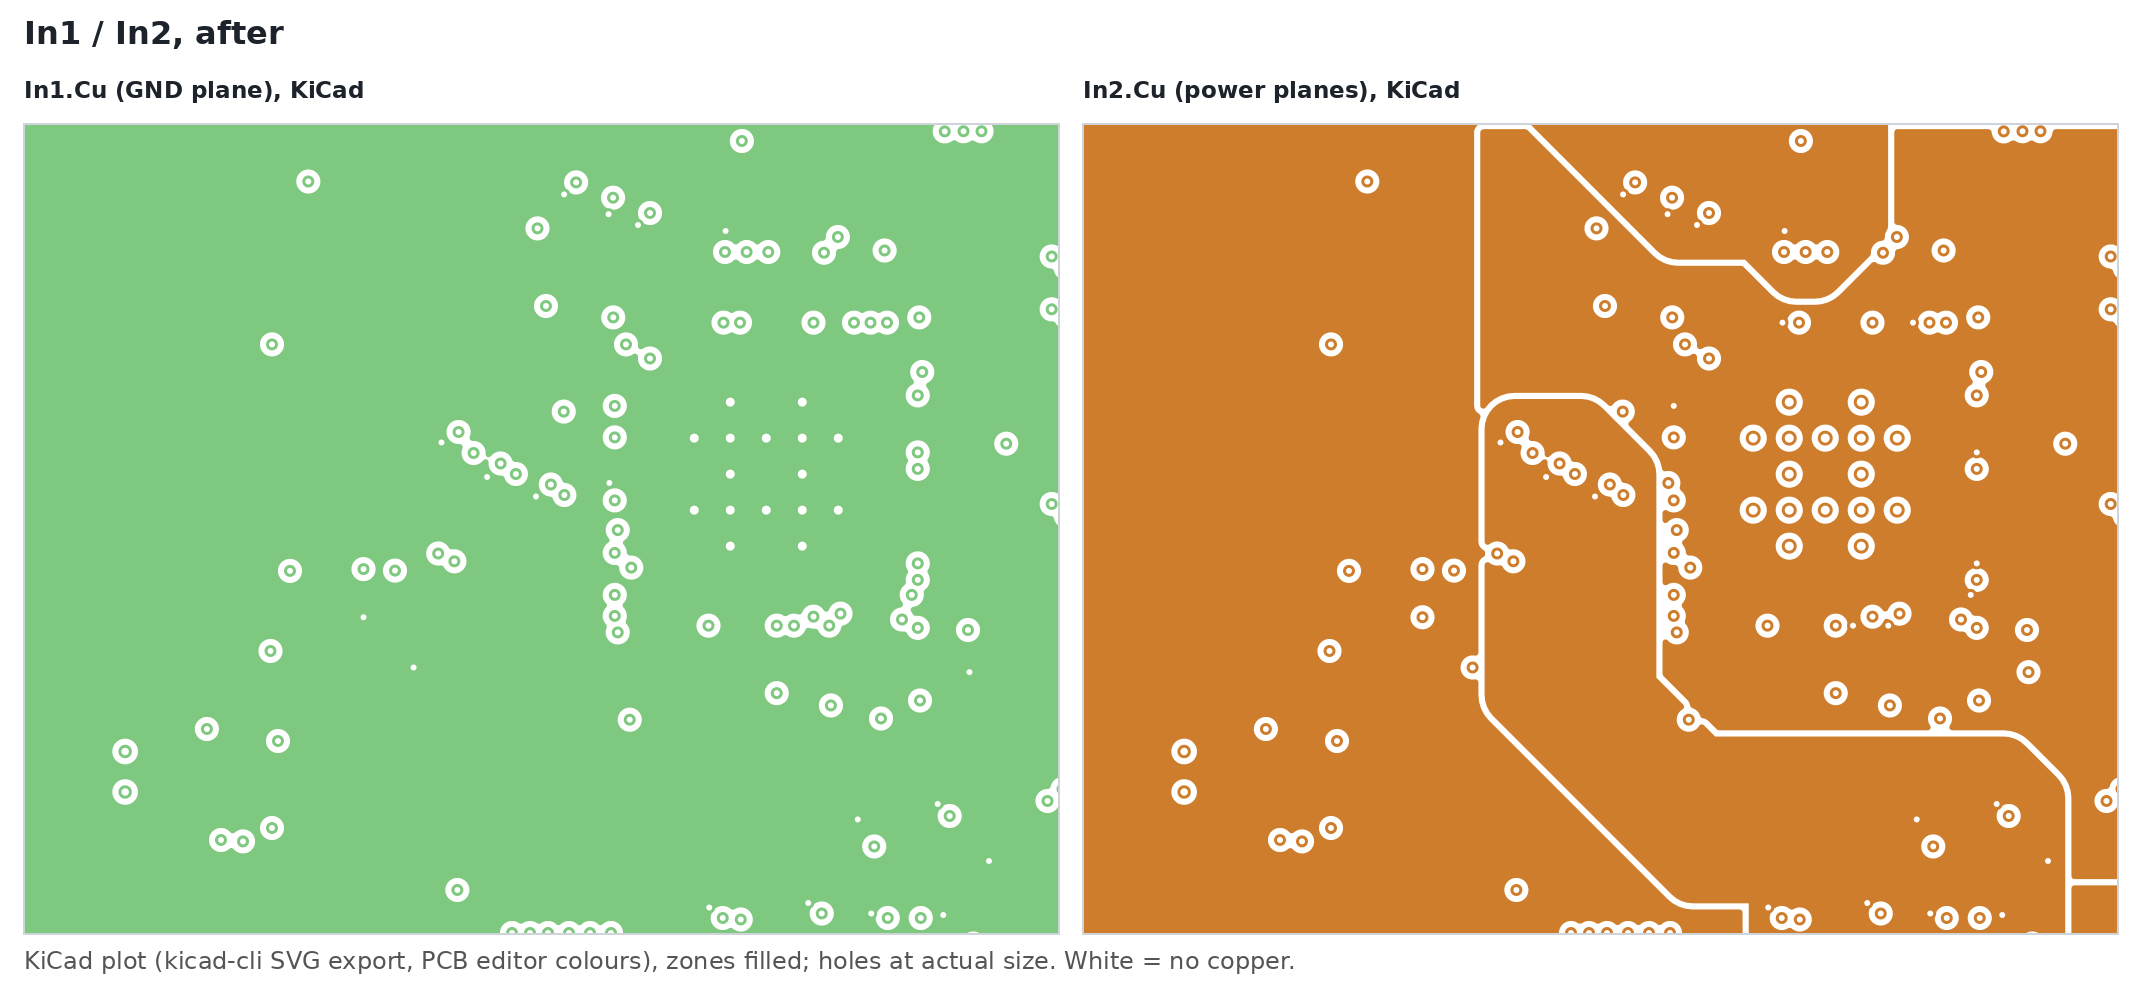 In1 / In2, after
In1.Cu (GND plane), KiCad
In2.Cu (power planes), KiCad
KiCad plot (kicad-cli SVG export, PCB editor colours), zones filled; holes at actual size. White = no copper.